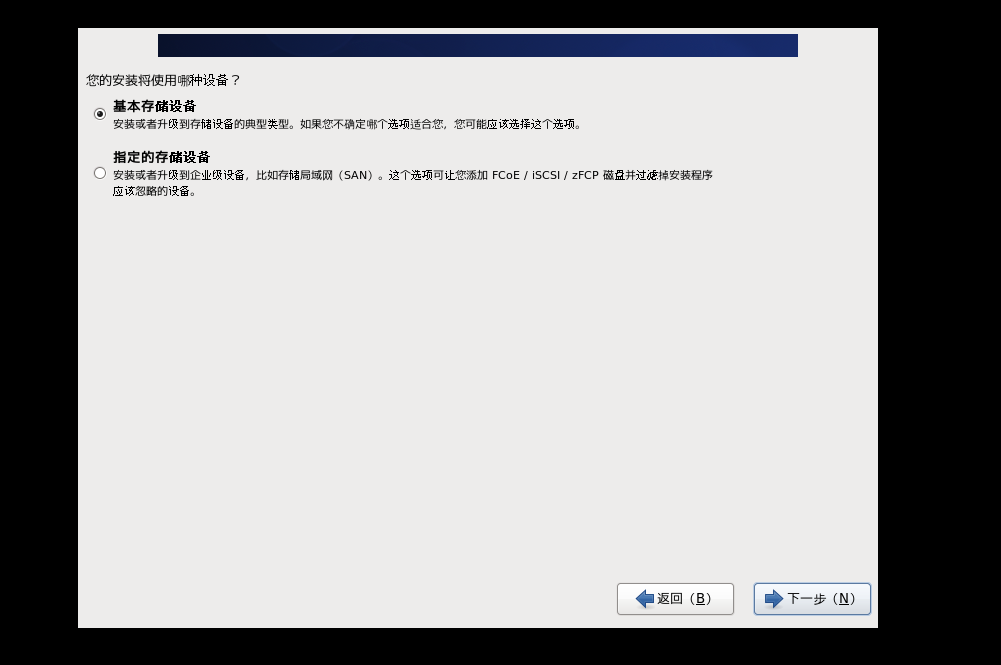 您的安装将使用哪种设备？
基本存储设备
安装或者升级到存储设备的典型类型。如果您不确定哪个选项适合您，您可能应该选择这个选项。
指定的存储设备
安装或者升级到企业级设备，比如存储局域网（SAN）。这个选项可让您添加 FCoE / iSCSI / zFCP 磁盘并过滤掉安装程序
应该忽略的设备。
返回（B） 下一步（N）